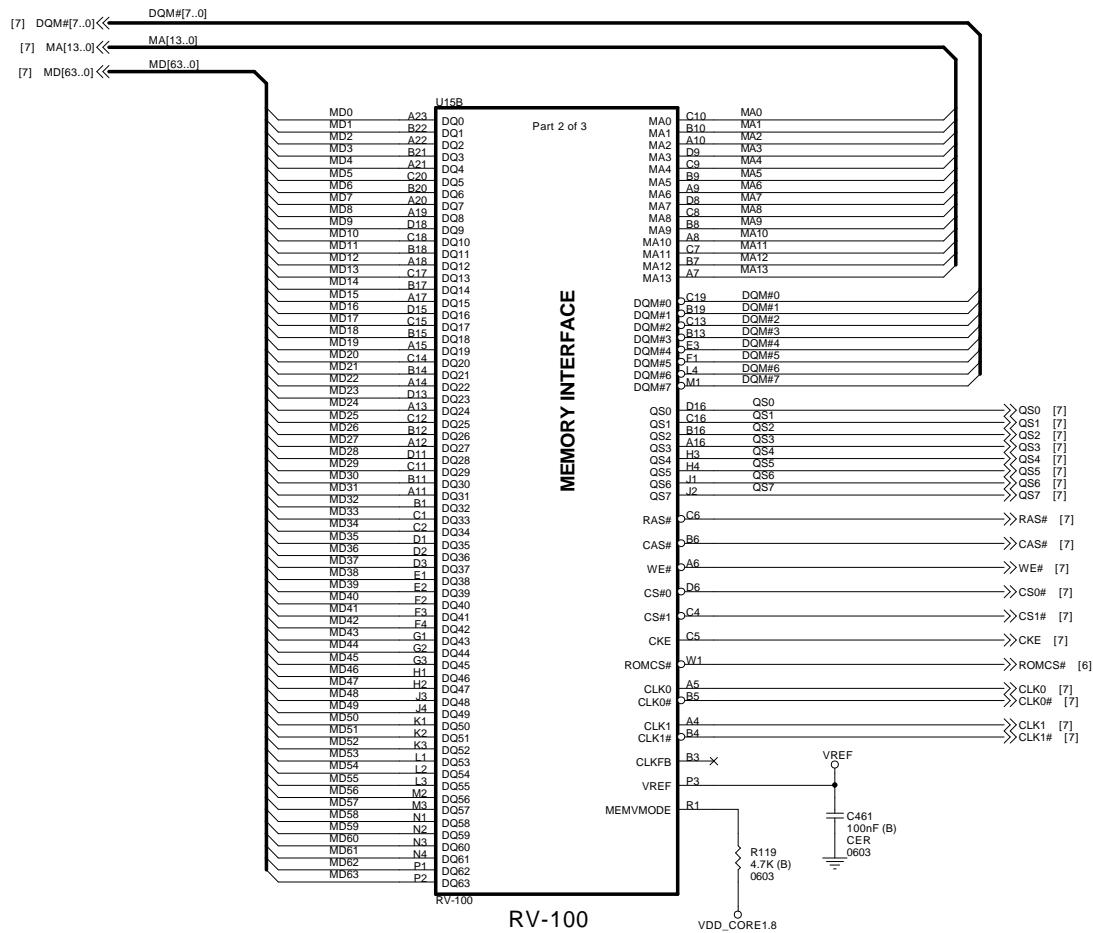 [7] DQM#[7..0] DQM#[7..0]
[7] MA[13..0] MA[13..0]
[7] MD[63..0] MD[63..0]
U15B
Part 2 of 3
MEMORY INTERFACE
MD0 A23 DQ0
MD1 B22 DQ1
MD2 A22 DQ2
MD3 B21 DQ3
MD4 A21 DQ4
MD5 C20 DQ5
MD6 B20 DQ6
MD7 A20 DQ7
MD8 A19 DQ8
MD9 D18 DQ9
MD10 C18 DQ10
MD11 B18 DQ11
MD12 A18 DQ12
MD13 C17 DQ13
MD14 B17 DQ14
MD15 A17 DQ15
MD16 D15 DQ16
MD17 C15 DQ17
MD18 B15 DQ18
MD19 A15 DQ19
MD20 C14 DQ20
MD21 B14 DQ21
MD22 A14 DQ22
MD23 D13 DQ23
MD24 A13 DQ24
MD25 C12 DQ25
MD26 B12 DQ26
MD27 A12 DQ27
MD28 D11 DQ28
MD29 C11 DQ29
MD30 B11 DQ30
MD31 A11 DQ31
MD32 B1 DQ32
MD33 C1 DQ33
MD34 C2 DQ34
MD35 D1 DQ35
MD36 D2 DQ36
MD37 D3 DQ37
MD38 E1 DQ38
MD39 E2 DQ39
MD40 F2 DQ40
MD41 F3 DQ41
MD42 F4 DQ42
MD43 G1 DQ43
MD44 G2 DQ44
MD45 G3 DQ45
MD46 H1 DQ46
MD47 H2 DQ47
MD48 J3 DQ48
MD49 J4 DQ49
MD50 K1 DQ50
MD51 K2 DQ51
MD52 K3 DQ52
MD53 L1 DQ53
MD54 L2 DQ54
MD55 L3 DQ55
MD56 M2 DQ56
MD57 M3 DQ57
MD58 N1 DQ58
MD59 N2 DQ59
MD60 N3 DQ60
MD61 N4 DQ61
MD62 P1 DQ62
MD63 P2 DQ63
MA0 C10 MA0
MA1 B10 MA1
MA2 A10 MA2
MA3 D9 MA3
MA4 C9 MA4
MA5 B9 MA5
MA6 A9 MA6
MA7 D8 MA7
MA8 C8 MA8
MA9 B8 MA9
MA10 A8 MA10
MA11 C7 MA11
MA12 B7 MA12
MA13 A7 MA13
DQM#0 C19 DQM#0
DQM#1 B19 DQM#1
DQM#2 C13 DQM#2
DQM#3 B13 DQM#3
DQM#4 E3 DQM#4
DQM#5 F1 DQM#5
DQM#6 L4 DQM#6
DQM#7 M1 DQM#7
QS0 D16 QS0 QS0 [7]
QS1 C16 QS1 QS1 [7]
QS2 B16 QS2 QS2 [7]
QS3 A16 QS3 QS3 [7]
QS4 H3 QS4 QS4 [7]
QS5 H4 QS5 QS5 [7]
QS6 J1 QS6 QS6 [7]
QS7 J2 QS7 QS7 [7]
RAS# C6 RAS# [7]
CAS# B6 CAS# [7]
WE# A6 WE# [7]
CS#0 D6 CS0# [7]
CS#1 C4 CS1# [7]
CKE C5 CKE [7]
ROMCS# W1 ROMCS# [6]
CLK0 A5 CLK0 [7]
CLK0# B5 CLK0# [7]
CLK1 A4 CLK1 [7]
CLK1# B4 CLK1# [7]
CLKFB B3
VREF P3 VREF
MEMVMODE R1
C461
100nF (B)
CER
0603
R119
4.7K (B)
0603
VDD_CORE1.8
RV-100
RV-100